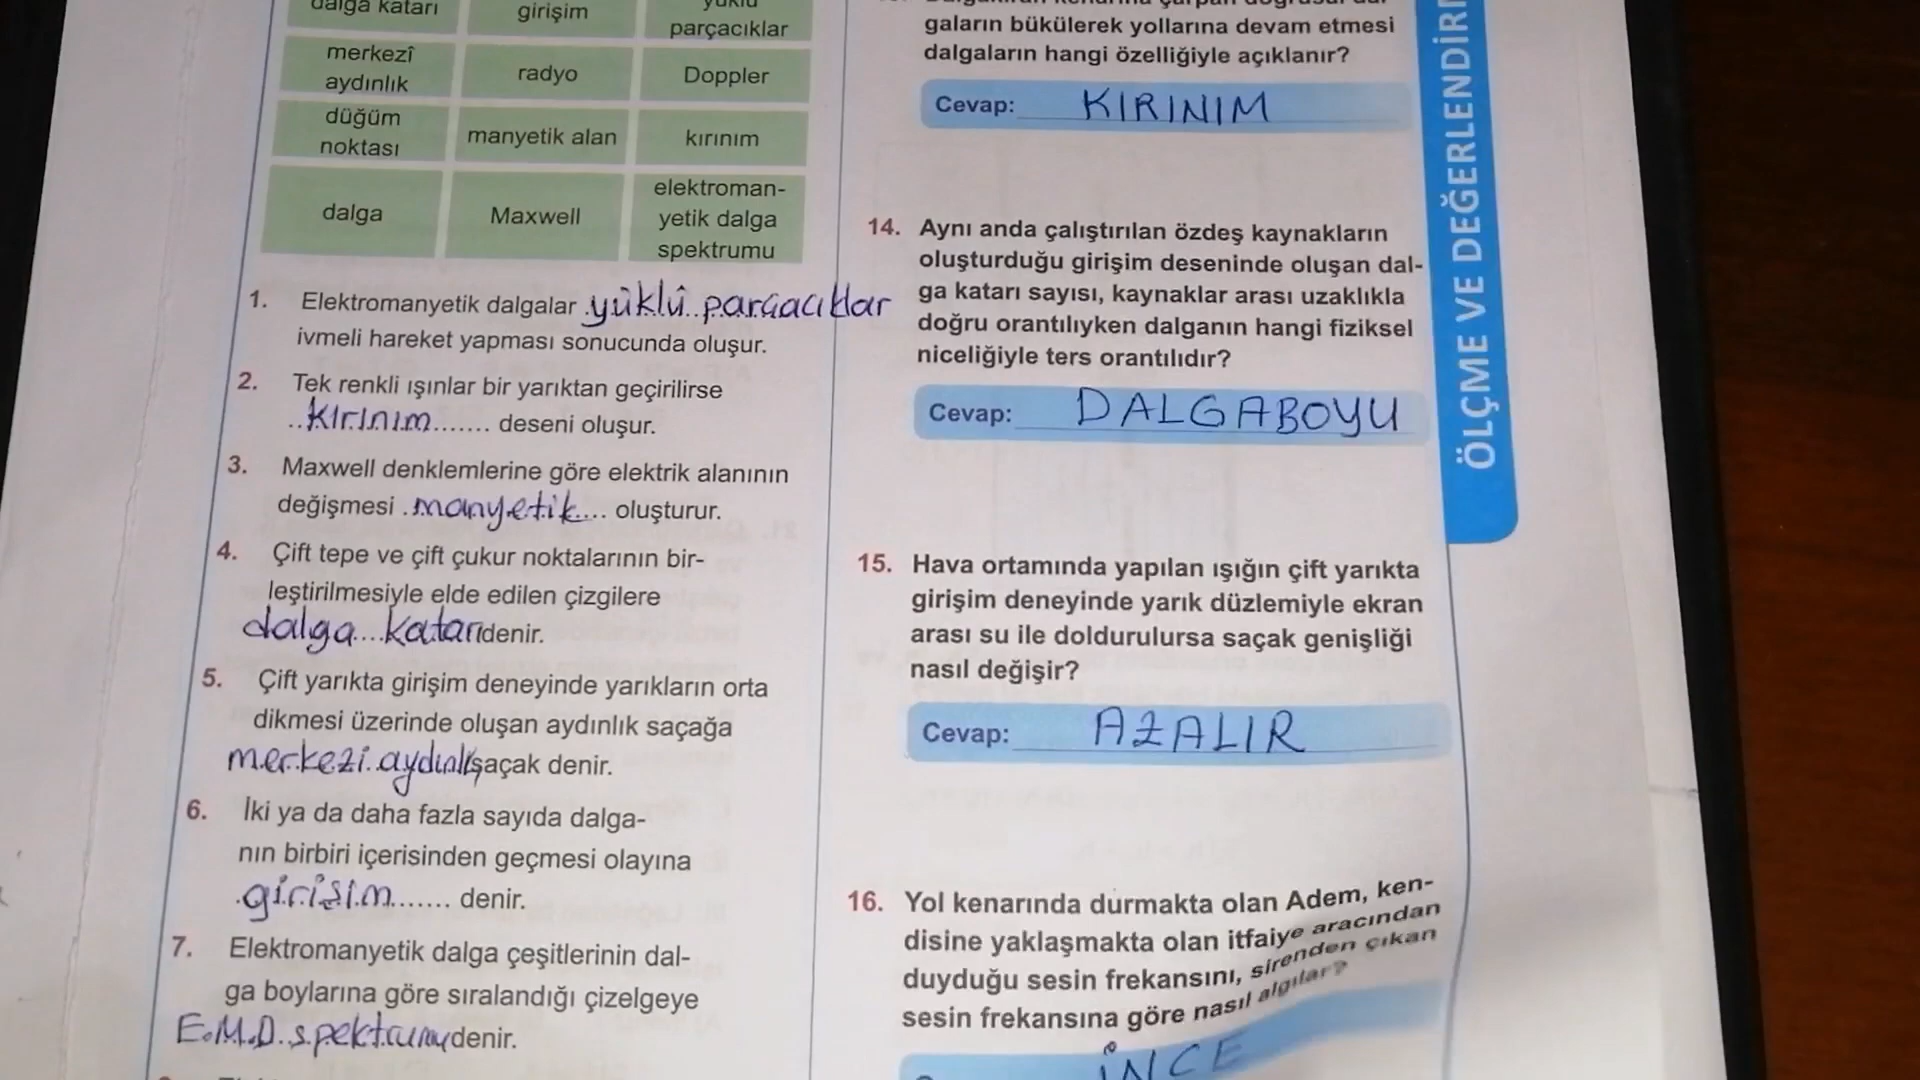 dalga katarı
girişim
yüklü
parçacıklar
merkezî
aydınlık
radyo
Doppler
düğüm
noktası
manyetik alan
kırınım
dalga
Maxwell
elektroman-
yetik dalga
spektrumu
1. Elektromanyetik dalgalar yüklü parçacıklar
ivmeli hareket yapması sonucunda oluşur.
2. Tek renkli ışınlar bir yarıktan geçirilirse
..kırınım....... deseni oluşur.
3. Maxwell denklemlerine göre elektrik alanının
değişmesi .manyetik.... oluşturur.
4. Çift tepe ve çift çukur noktalarının bir-
leştirilmesiyle elde edilen çizgilere
dalga....katarı denir.
5. Çift yarıkta girişim deneyinde yarıkların orta
dikmesi üzerinde oluşan aydınlık saçağa
merkezi aydınlık saçak denir.
6. İki ya da daha fazla sayıda dalga-
nın birbiri içerisinden geçmesi olayına
.girişim....... denir.
7. Elektromanyetik dalga çeşitlerinin dal-
ga boylarına göre sıralandığı çizelgeye
E.M.D. spektrumu denir.
gaların bükülerek yollarına devam etmesi
dalgaların hangi özelliğiyle açıklanır?
Cevap: KIRINIM
14. Aynı anda çalıştırılan özdeş kaynakların
oluşturduğu girişim deseninde oluşan dal-
ga katarı sayısı, kaynaklar arası uzaklıkla
doğru orantılıyken dalganın hangi fiziksel
niceliğiyle ters orantılıdır?
Cevap: DALGABOYU
15. Hava ortamında yapılan ışığın çift yarıkta
girişim deneyinde yarık düzlemiyle ekran
arası su ile doldurulursa saçak genişliği
nasıl değişir?
Cevap: AZALIR
16. Yol kenarında durmakta olan Adem, ken-
disine yaklaşmakta olan itfaiye aracından
duyduğu sesin frekansını, sirenden çıkan
sesin frekansına göre nasıl algılar?
İNCE
ÖLÇME VE DEĞERLENDİR